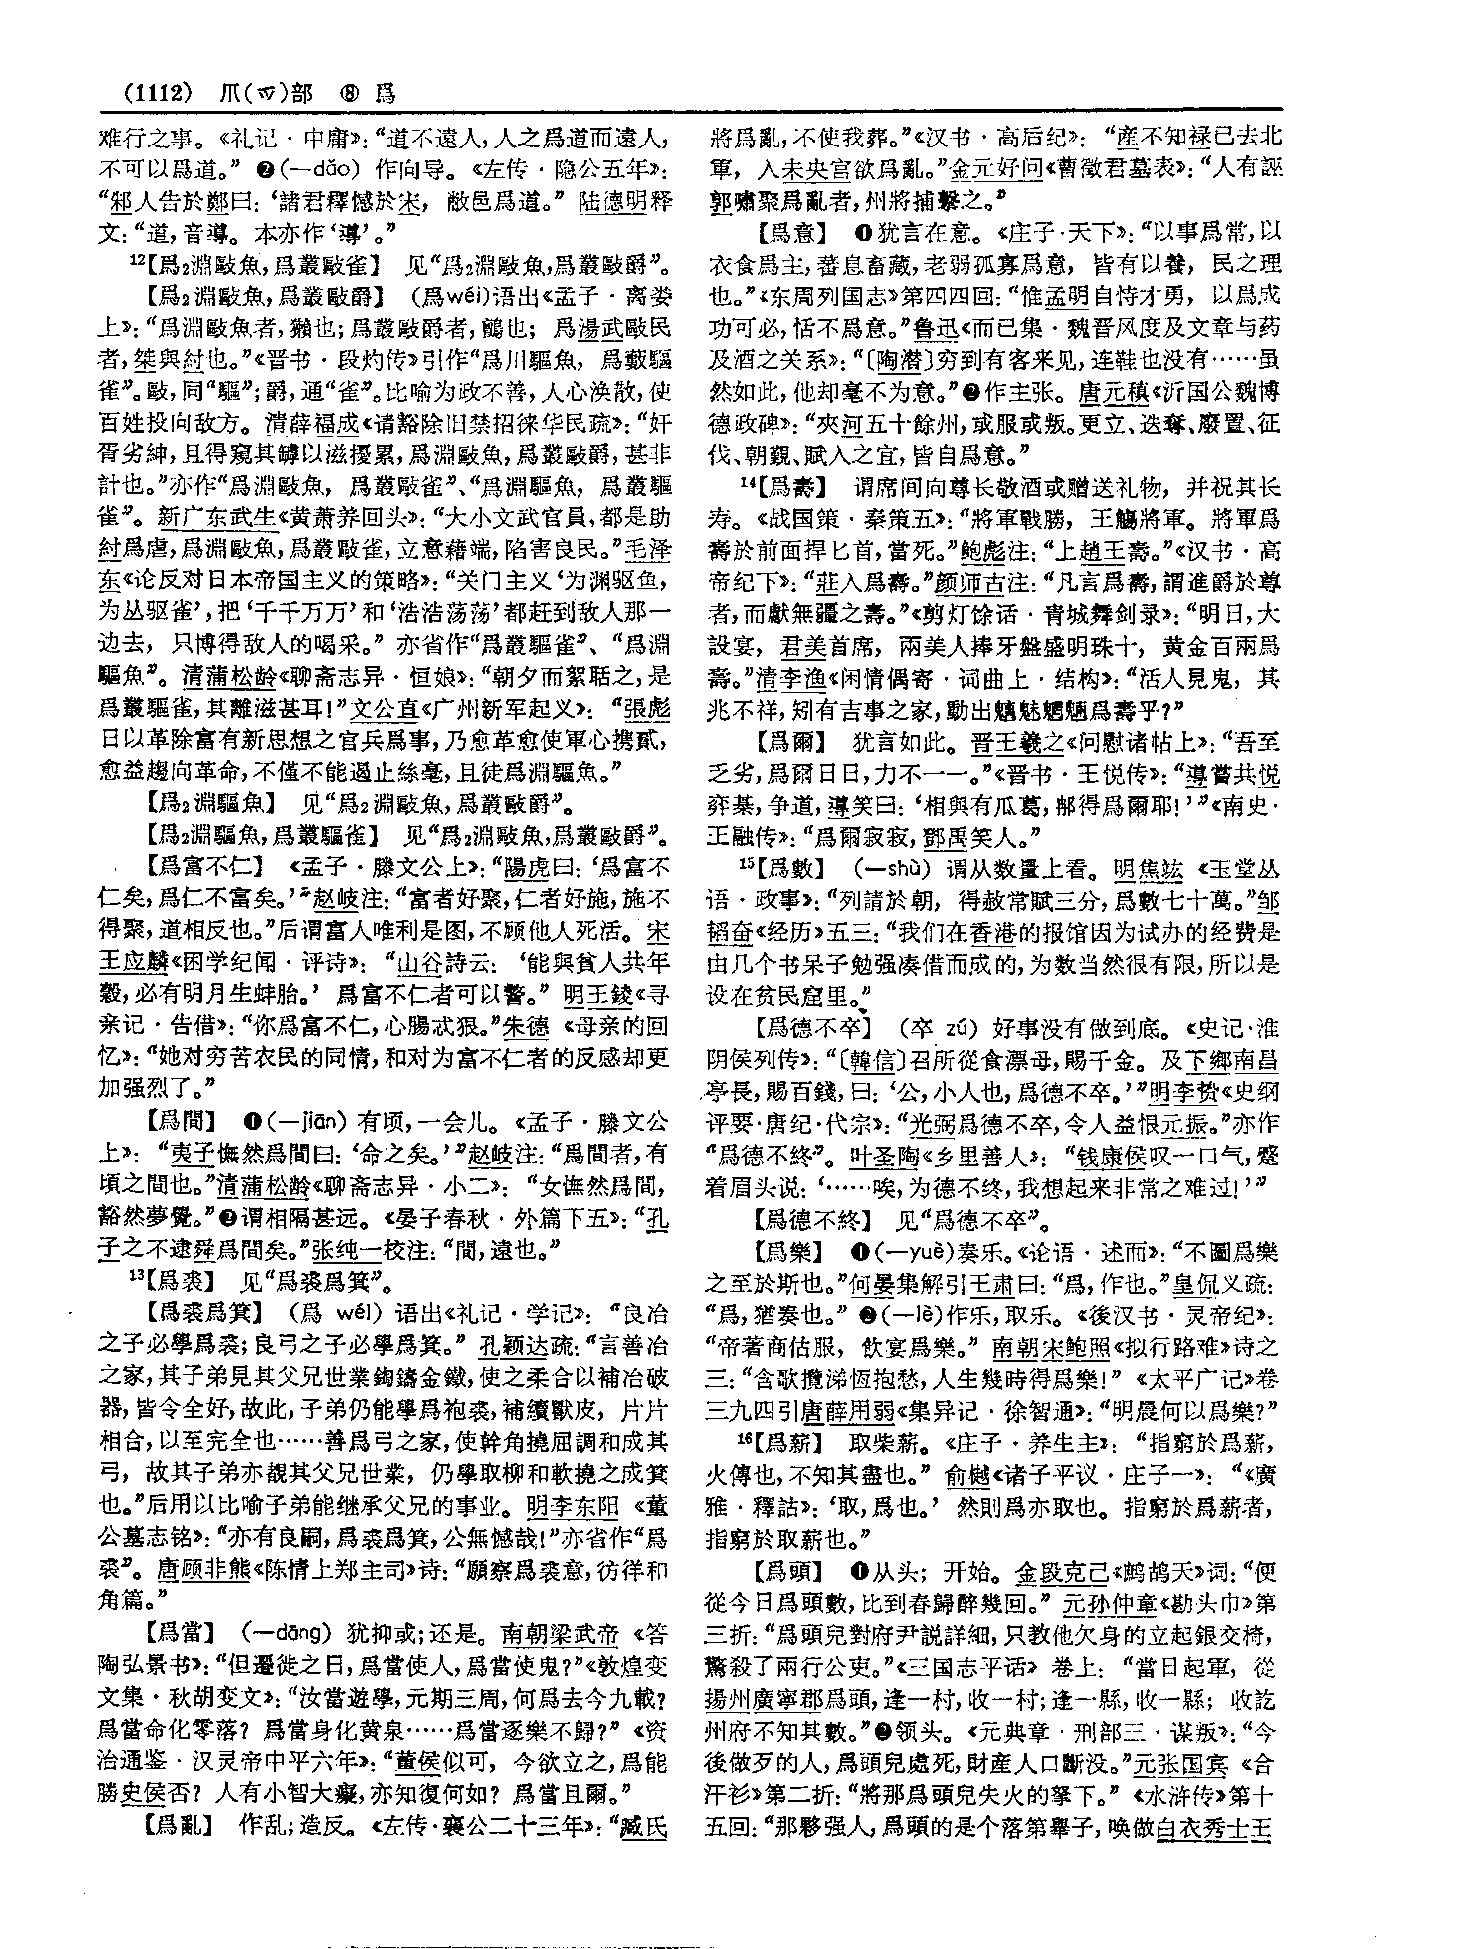 (1112) 爪(爫)部 ⑧ 爲
难行之事。《礼记·中庸》：“道不遠人，人之爲道而遠人，
不可以爲道。” ❷(—dǎo) 作向导。《左传·隐公五年》：
“邾人告於鄭曰：‘請君釋憾於宋，敝邑爲道。” 陆德明释
文：“道，音導。本亦作‘導’。”
¹²【爲₂淵敺魚，爲叢敺雀】 见“爲₂淵敺魚，爲叢敺爵”。
【爲₂淵敺魚，爲叢敺爵】 (爲wéi)语出《孟子·离娄
上》：“爲淵敺魚者，獺也；爲叢敺爵者，鸇也； 爲湯武敺民
者，桀與紂也。”《晋书·段灼传》引作“爲川驅魚，爲藪驅
雀”。敺，同“驅”；爵，通“雀”。比喻为政不善，人心涣散，使
百姓投向敌方。清薛福成《请豁除旧禁招徕华民疏》：“奸
胥劣紳，且得窺其罅以滋擾累，爲淵敺魚，爲叢敺爵，甚非
計也。”亦作“爲淵敺魚，爲叢敺雀”、“爲淵驅魚，爲叢驅
雀”。新广东武生《黄萧养回头》：“大小文武官員，都是助
紂爲虐，爲淵敺魚，爲叢敺雀，立意藉端，陷害良民。”毛泽
东《论反对日本帝国主义的策略》：“关门主义‘为渊驱鱼，
为丛驱雀’，把‘千千万万’和‘浩浩荡荡’都赶到敌人那一
边去，只博得敌人的喝采。” 亦省作“爲叢驅雀”、“爲淵
驅魚”。清蒲松龄《聊斋志异·恒娘》：“朝夕而絮聒之，是
爲叢驅雀，其離滋甚耳！”文公直《广州新军起义》：“張彪
日以革除富有新思想之官兵爲事，乃愈革愈使軍心携貳，
愈益趨向革命，不僅不能遏止絲毫，且徒爲淵驅魚。”
【爲₂淵驅魚】 见“爲₂淵敺魚，爲叢敺爵”。
【爲₂淵驅魚，爲叢驅雀】 见“爲₂淵敺魚，爲叢敺爵”。
【爲富不仁】 《孟子·滕文公上》：“陽虎曰：‘爲富不
仁矣，爲仁不富矣。’”赵岐注：“富者好聚，仁者好施，施不
得聚，道相反也。”后谓富人唯利是图，不顾他人死活。宋
王应麟《困学纪闻·评诗》：“山谷詩云：‘能與貧人共年
穀，必有明月生蚌胎。’ 爲富不仁者可以警。” 明王錂《寻
亲记·告借》：“你爲富不仁，心腸忒狠。”朱德《母亲的回
忆》：“她对穷苦农民的同情，和对为富不仁者的反感却更
加强烈了。”
【爲間】 ❶(—jiān) 有顷，一会儿。《孟子·滕文公
上》：“夷子憮然爲間曰：‘命之矣。’”赵岐注：“爲間者，有
頃之間也。”清蒲松龄《聊斋志异·小二》：“女憮然爲間，
豁然夢覺。”❷谓相隔甚远。《晏子春秋·外篇下五》：“孔
子之不逮舜爲間矣。”张纯一校注：“間，遠也。”
¹³【爲裘】 见“爲裘爲箕”。
【爲裘爲箕】 (爲 wéi) 语出《礼记·学记》：“良冶
之子必學爲裘；良弓之子必學爲箕。” 孔颖达疏：“言善冶
之家，其子弟見其父兄世業鉤鑄金鐵，使之柔合以補冶破
器，皆令全好，故此，子弟仍能學爲袍裘，補續獸皮，片片
相合，以至完全也……善爲弓之家，使幹角撓屈調和成其
弓，故其子弟亦覩其父兄世業，仍學取柳和軟撓之成箕
也。”后用以比喻子弟能继承父兄的事业。明李东阳《董
公墓志铭》：“亦有良嗣，爲裘爲箕，公無憾哉！”亦省作“爲
裘”。唐顾非熊《陈情上郑主司》诗：“願察爲裘意，彷徉和
角篇。”
【爲當】 (—dāng) 犹抑或；还是。南朝梁武帝《答
陶弘景书》：“但遷徙之日，爲當使人，爲當使鬼？”《敦煌变
文集·秋胡变文》：“汝當遊學，元期三周，何爲去今九載？
爲當命化零落？爲當身化黄泉……爲當逐樂不歸？”《资
治通鉴·汉灵帝中平六年》：“董侯似可，今欲立之，爲能
勝史侯否？人有小智大癡，亦知復何如？爲當且爾。”
【爲亂】 作乱；造反。《左传·襄公二十三年》：“臧氏
將爲亂，不使我葬。”《汉书·高后纪》：“産不知禄已去北
軍，入未央宫欲爲亂。”金元好问《曹徵君墓表》：“人有誣
郭嘯聚爲亂者，州將捕繫之。”
【爲意】 ❶犹言在意。《庄子·天下》：“以事爲常，以
衣食爲主，蕃息畜藏，老弱孤寡爲意，皆有以養，民之理
也。”《东周列国志》第四四回：“惟孟明自恃才勇，以爲成
功可必，恬不爲意。”鲁迅《而已集·魏晋风度及文章与药
及酒之关系》：“〔陶潜〕穷到有客来见，连鞋也没有……虽
然如此，他却毫不为意。”❷作主张。唐元稹《沂国公魏博
德政碑》：“夾河五十餘州，或服或叛。更立、迭奪、廢置、征
伐、朝覲、賦入之宜，皆自爲意。”
¹⁴【爲壽】 谓席间向尊长敬酒或赠送礼物，并祝其长
寿。《战国策·秦策五》：“將軍戰勝，王觴將軍。將軍爲
壽於前面捍匕首，當死。”鲍彪注：“上趙王壽。”《汉书·高
帝纪下》：“莊入爲壽。”颜师古注：“凡言爲壽，謂進爵於尊
者，而獻無疆之壽。”《剪灯馀话·青城舞剑录》：“明日，大
設宴，君美首席，兩美人捧牙盤盛明珠十，黄金百兩爲
壽。”清李渔《闲情偶寄·词曲上·结构》：“活人見鬼，其
兆不祥，矧有吉事之家，動出魑魅魍魎爲壽乎？”
【爲爾】 犹言如此。晋王羲之《问慰诸帖上》：“吾至
乏劣，爲爾日日，力不一一。”《晋书·王悦传》：“導嘗共悦
弈棊，争道，導笑曰：‘相與有瓜葛，那得爲爾耶！’”《南史·
王融传》：“爲爾寂寂，鄧禹笑人。”
¹⁵【爲數】 (—shù) 谓从数量上看。明焦竑《玉堂丛
语·政事》：“列請於朝，得赦常賦三分，爲數七十萬。”邹
韬奋《经历》五三：“我们在香港的报馆因为试办的经费是
由几个书呆子勉强凑借而成的，为数当然很有限，所以是
设在贫民窟里。”
【爲德不卒】 (卒 zú) 好事没有做到底。《史记·淮
阴侯列传》：“〔韓信〕召所從食漂母，賜千金。及下鄉南昌
亭長，賜百錢，曰：‘公，小人也，爲德不卒。’”明李贽《史纲
评要·唐纪·代宗》：“光弼爲德不卒，令人益恨元振。”亦作
“爲德不終”。叶圣陶《乡里善人》：“钱康侯叹一口气，蹙
着眉头说：‘……唉，为德不终，我想起来非常之难过！’”
【爲德不終】 见“爲德不卒”。
【爲樂】 ❶(—yuè)奏乐。《论语·述而》：“不圖爲樂
之至於斯也。”何晏集解引王肃曰：“爲，作也。”皇侃义疏：
“爲，猶奏也。” ❷(—lè)作乐，取乐。《後汉书·灵帝纪》：
“帝著商估服，飲宴爲樂。” 南朝宋鲍照《拟行路难》诗之
三：“含歌攬涕恆抱愁，人生幾時得爲樂！” 《太平广记》卷
三九四引唐薛用弱《集异记·徐智通》：“明晨何以爲樂？”
¹⁶【爲薪】 取柴薪。《庄子·养生主》：“指窮於爲薪，
火傳也，不知其盡也。” 俞樾《诸子平议·庄子一》：“《廣
雅·釋詁》：‘取，爲也。’ 然則爲亦取也。指窮於爲薪者，
指窮於取薪也。”
【爲頭】 ❶从头；开始。金段克己《鹧鸪天》词：“便
從今日爲頭數，比到春歸醉幾回。” 元孙仲章《勘头巾》第
三折：“爲頭兒對府尹説詳細，只教他欠身的立起銀交椅，
驚殺了兩行公吏。”《三国志平话》卷上：“當日起軍，從
揚州廣寧郡爲頭，逢一村，收一村；逢一縣，收一縣；收訖
州府不知其數。”❷领头。《元典章·刑部三·谋叛》：“今
後做歹的人，爲頭兒處死，財産人口斷没。”元张国宾《合
汗衫》第二折：“將那爲頭兒失火的拏下。” 《水浒传》第十
五回：“那夥强人，爲頭的是个落第舉子，唤做白衣秀士王